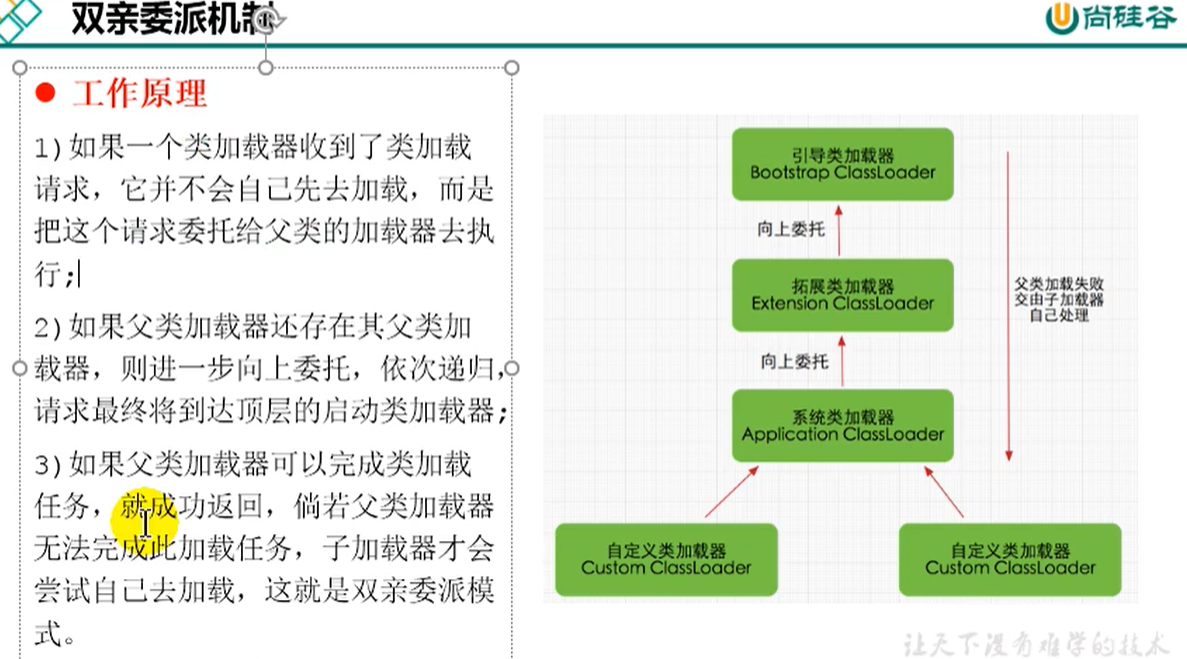 双亲委派机制
尚硅谷
● 工作原理
1)如果一个类加载器收到了类加载
请求，它并不会自己先去加载，而是
把这个请求委托给父类的加载器去执
行;
2)如果父类加载器还存在其父类加
载器，则进一步向上委托，依次递归，
请求最终将到达顶层的启动类加载器;
3)如果父类加载器可以完成类加载
任务，就成功返回，倘若父类加载器
无法完成此加载任务，子加载器才会
尝试自己去加载，这就是双亲委派模
式。
引导类加载器
Bootstrap ClassLoader
向上委托
拓展类加载器
Extension ClassLoader
向上委托
系统类加载器
Application ClassLoader
自定义类加载器
Custom ClassLoader
自定义类加载器
Custom ClassLoader
父类加载失败
交由子加载器
自己处理
让天下没有难学的技术